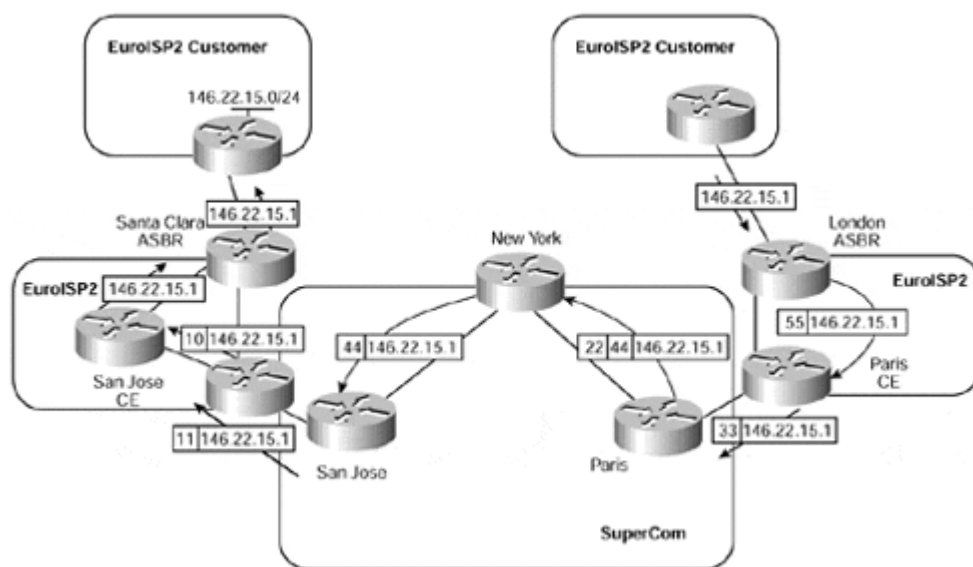 EuroISP2 Customer
146.22.15.0/24
EuroISP2 Customer
146.22.15.1
Santa Clara
ASBR
146.22.15.1
London
ASBR
New York
EuroISP2
146.22.15.1
EuroISP2
55 146.22.15.1
10 146.22.15.1
44 146.22.15.1
22 44 146.22.15.1
San Jose
CE
Paris
CE
11 146.22.15.1
San Jose
Paris
33 146.22.15.1
SuperCom